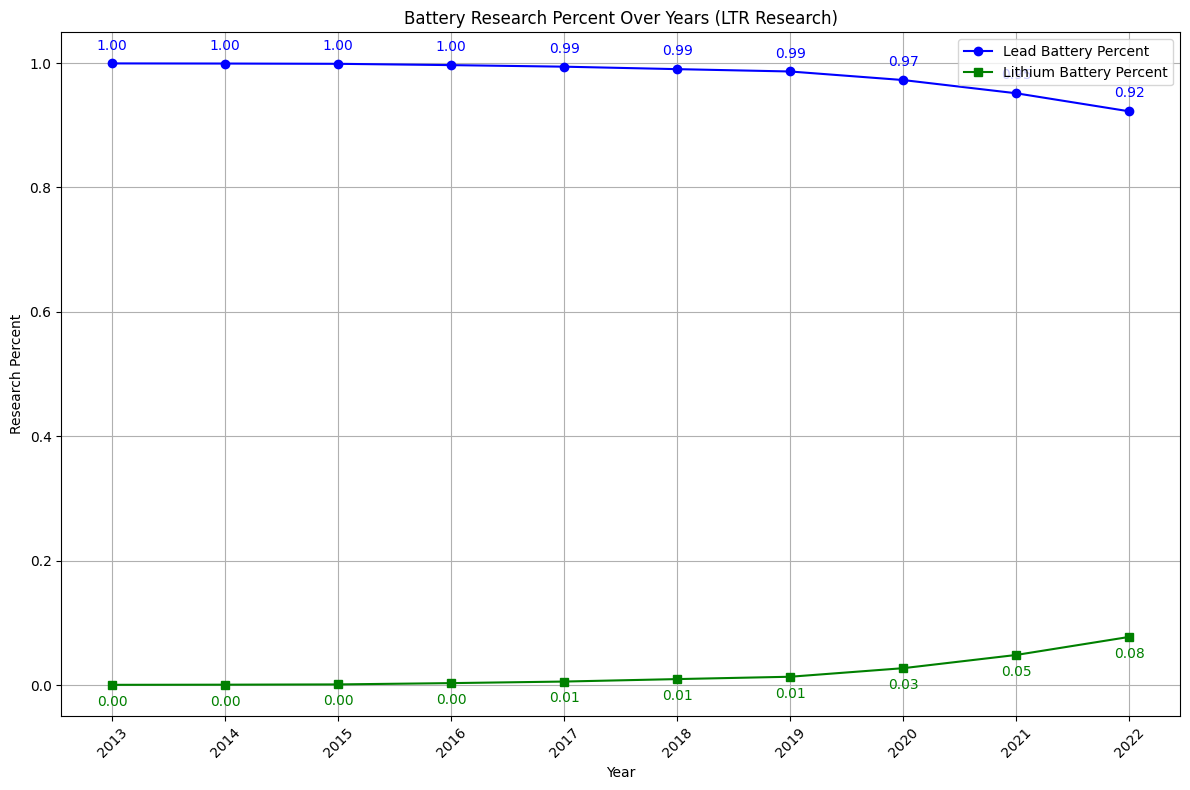 Battery Research Percent Over Years (LTR Research)
1.00 1.00 1.00 1.00 0.99 0.99 0.99 0.97 0.92
Lead Battery Percent
Lithium Battery Percent
1.0
0.8
0.6
0.4
0.2
0.0
Research Percent
0.00 0.00 0.00 0.00 0.01 0.01 0.01 0.03 0.05 0.08
2013 2014 2015 2016 2017 2018 2019 2020 2021 2022
Year